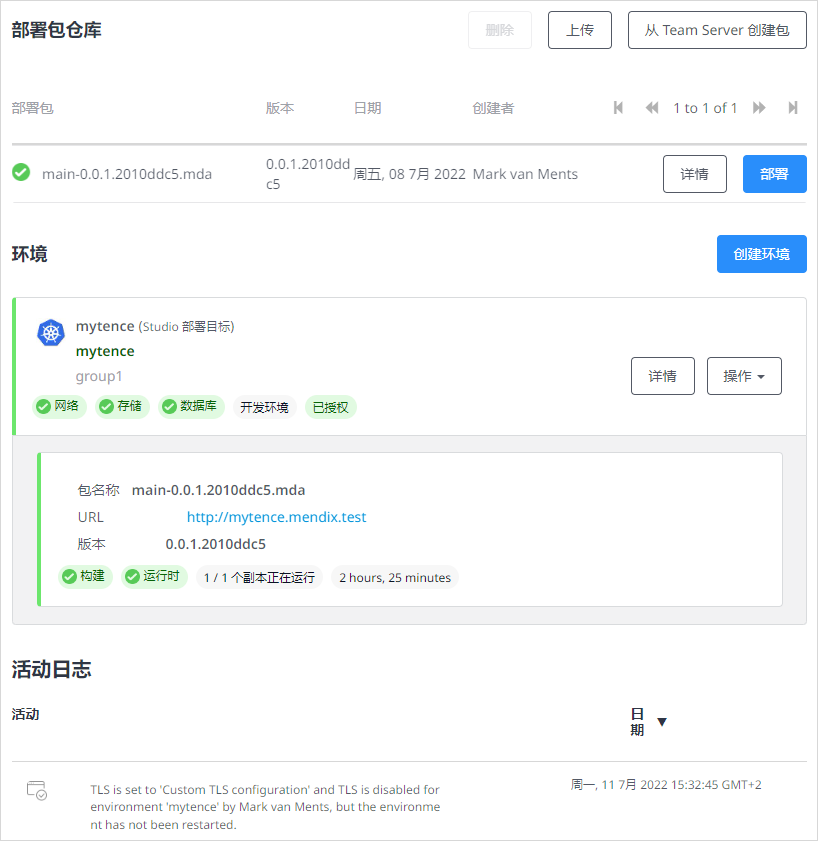 部署包仓库
删除
上传
从 Team Server 创建包
部署包
版本
日期
创建者
1 to 1 of 1
main-0.0.1.2010ddc5.mda
0.0.1.2010dd
c5
周五, 08 7月 2022
Mark van Ments
详情
部署
环境
创建环境
mytence (Studio 部署目标)
mytence
group1
详情
操作
网络
存储
数据库
开发环境
已授权
包名称 main-0.0.1.2010ddc5.mda
URL http://mytence.mendix.test
版本 0.0.1.2010ddc5
构建
运行时
1 / 1 个副本正在运行
2 hours, 25 minutes
活动日志
活动
日
期
TLS is set to 'Custom TLS configuration' and TLS is disabled for
environment 'mytence' by Mark van Ments, but the environme
nt has not been restarted.
周一, 11 7月 2022 15:32:45 GMT+2